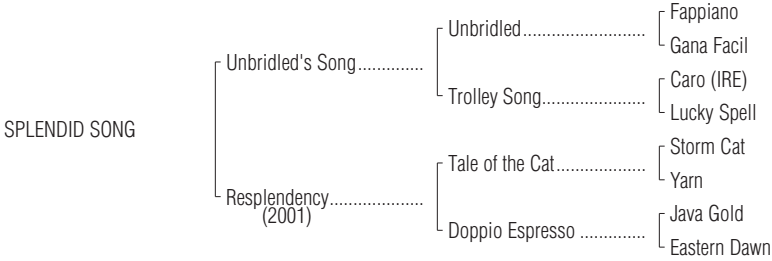 Fappiano
Unbridled..........................
Gana Facil
Unbridled's Song..............
Caro (IRE)
Trolley Song......................
Lucky Spell
SPLENDID SONG
Storm Cat
Tale of the Cat...................
Yarn
Resplendency....................
(2001)
Java Gold
Doppio Espresso ..............
Eastern Dawn